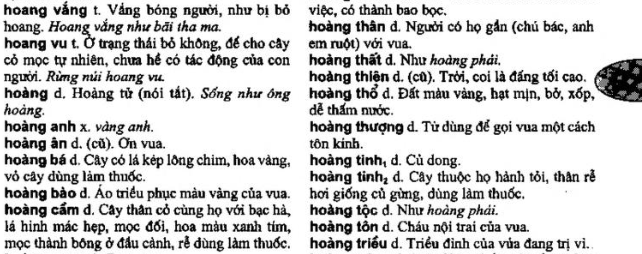 hoang vắng t. Vắng bóng người, như bị bỏ
hoang. Hoang vắng như bãi tha ma.
hoang vu t. Ở trạng thái bỏ không, để cho cây
cỏ mọc tự nhiên, chưa hề có tác động của con
người. Rừng núi hoang vu.
hoàng d. Hoàng tử (nói tắt). Sống như ông
hoàng.
hoàng anh x. vàng anh.
hoàng ân d. (cũ). Ơn vua.
hoàng bá d. Cây có lá kép lông chim, hoa vàng,
vỏ cây dùng làm thuốc.
hoàng bào d. Áo triều phục màu vàng của vua.
hoàng cầm d. Cây thân cỏ cùng họ với bạc hà,
lá hình mác hẹp, mọc đối, hoa màu xanh tím,
mọc thành bông ở đầu cành, rễ dùng làm thuốc.
việc, có thành bao bọc.
hoàng thân d. Người có họ gần (chú bác, anh
em ruột) với vua.
hoàng thất d. Như hoàng phái.
hoàng thiên d. (cũ). Trời, coi là đấng tối cao.
hoàng thổ d. Đất màu vàng, hạt mịn, bở, xốp,
dễ thấm nước.
hoàng thượng d. Từ dùng để gọi vua một cách
tôn kính.
hoàng tinh₁ d. Củ dong.
hoàng tinh₂ d. Cây thuộc họ hành tỏi, thân rễ
hơi giống củ gừng, dùng làm thuốc.
hoàng tộc d. Như hoàng phái.
hoàng tôn d. Cháu nội trai của vua.
hoàng triều d. Triều đình của vua đang trị vì.